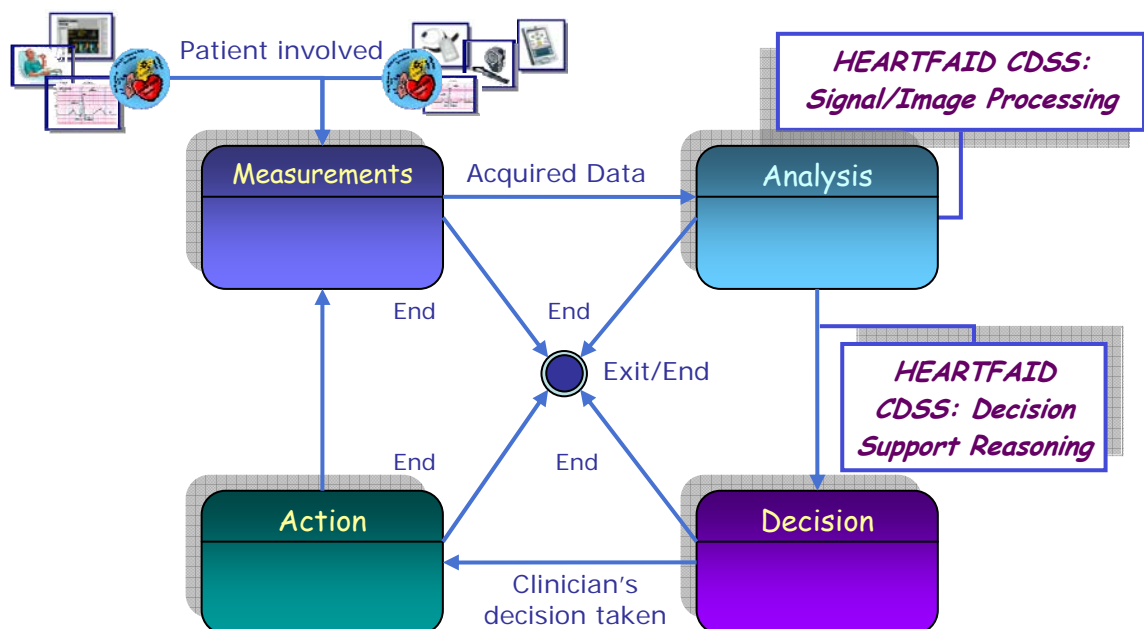 Patient involved
HEARTFAID CDSS:
Signal/Image Processing
Measurements
Acquired Data
Analysis
End
End
Exit/End
HEARTFAID
CDSS: Decision
Support Reasoning
End
End
Action
Decision
Clinician's
decision taken